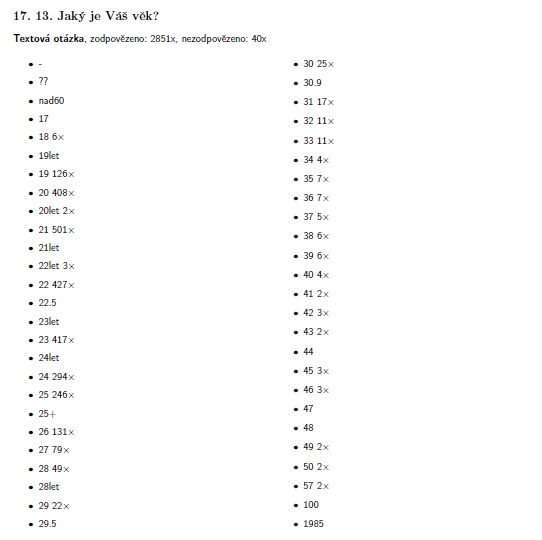 17. 13. Jaký je Váš věk?
Textová otázka, zodpovězeno: 2851x, nezodpovězeno: 40x
• -
• ??
• nad60
• 17
• 18 6×
• 19let
• 19 126×
• 20 408×
• 20let 2×
• 21 501×
• 21let
• 22let 3×
• 22 427×
• 22.5
• 23let
• 23 417×
• 24let
• 24 294×
• 25 246×
• 25+
• 26 131×
• 27 79×
• 28 49×
• 28let
• 29 22×
• 29.5
• 30 25×
• 30.9
• 31 17×
• 32 11×
• 33 11×
• 34 4×
• 35 7×
• 36 7×
• 37 5×
• 38 6×
• 39 6×
• 40 4×
• 41 2×
• 42 3×
• 43 2×
• 44
• 45 3×
• 46 3×
• 47
• 48
• 49 2×
• 50 2×
• 57 2×
• 100
• 1985